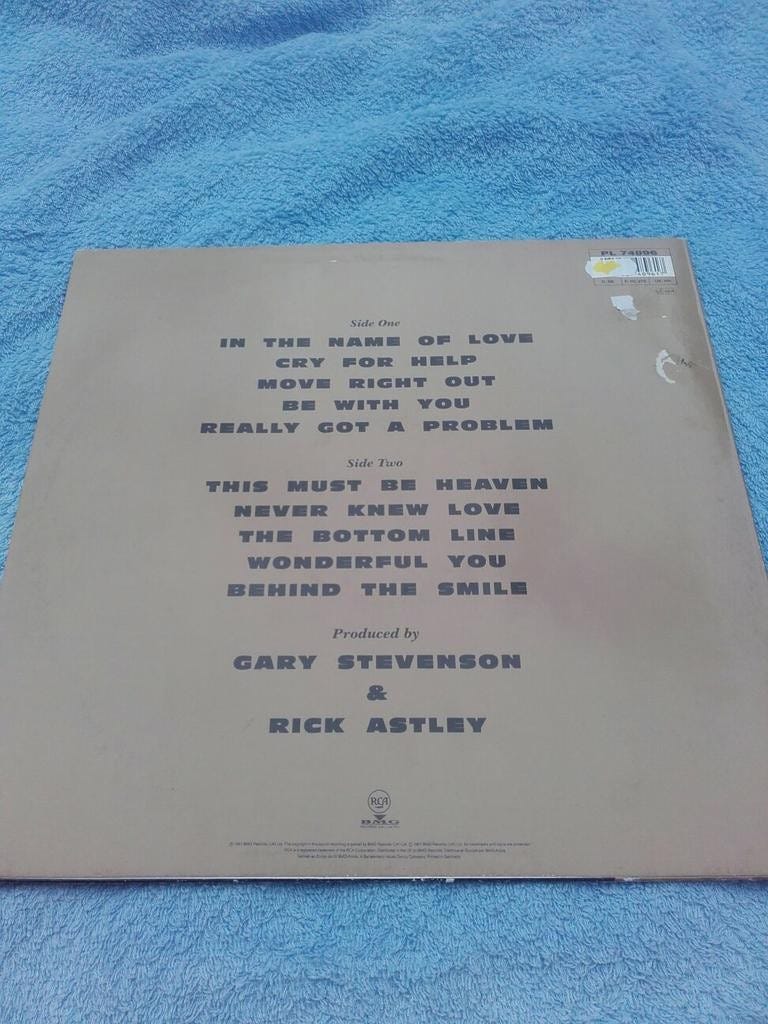 PL 74896
Side One
IN THE NAME OF LOVE
CRY FOR HELP
MOVE RIGHT OUT
BE WITH YOU
REALLY GOT A PROBLEM
Side Two
THIS MUST BE HEAVEN
NEVER KNEW LOVE
THE BOTTOM LINE
WONDERFUL YOU
BEHIND THE SMILE
Produced by
GARY STEVENSON
&
RICK ASTLEY
RCA
BMG